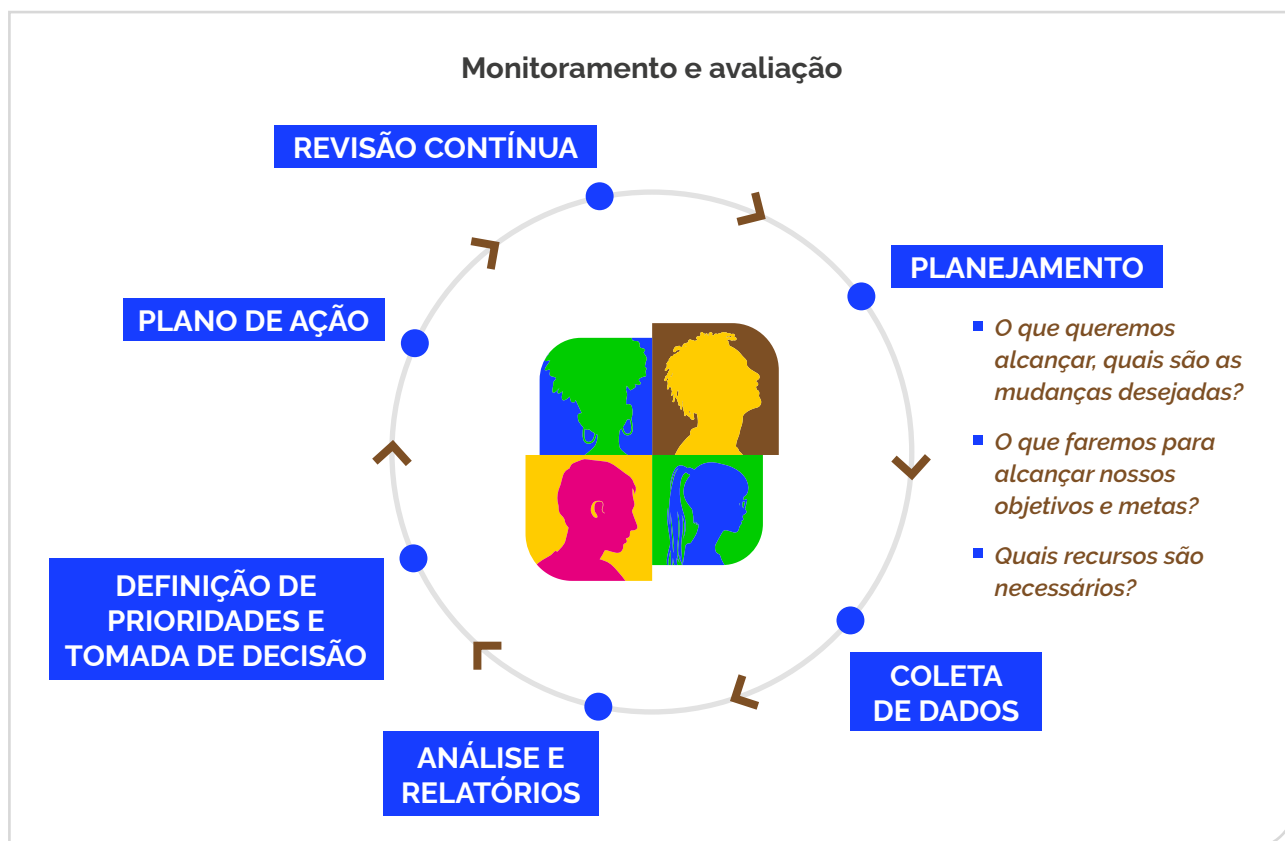 Monitoramento e avaliação
REVISÃO CONTÍNUA
PLANEJAMENTO
O que queremos
alcançar, quais são as
mudanças desejadas?
O que faremos para
alcançar nossos
objetivos e metas?
Quais recursos são
necessários?
COLETA
DE DADOS
ANÁLISE E
RELATÓRIOS
DEFINIÇÃO DE
PRIORIDADES E
TOMADA DE DECISÃO
PLANO DE AÇÃO